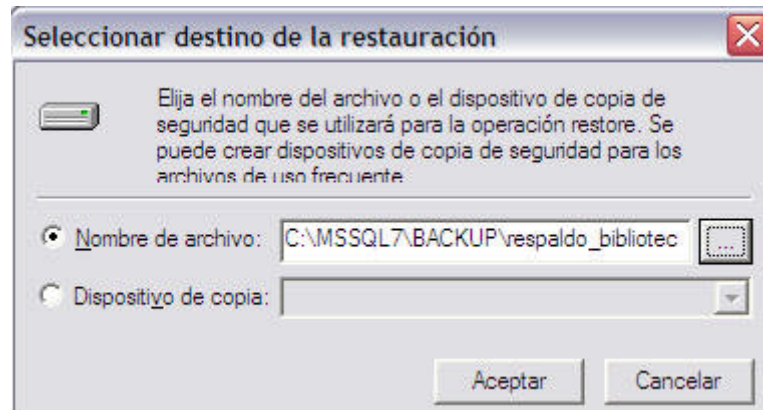 Seleccionar destino de la restauración
Elija el nombre del archivo o el dispositivo de copia de
seguridad que se utilizará para la operación restore. Se
puede crear dispositivos de copia de seguridad para los
archivos de uso frecuente
Nombre de archivo: C:\MSSQL7\BACKUP\respaldo_bibliotec ...
Dispositivo de copia:
Aceptar Cancelar